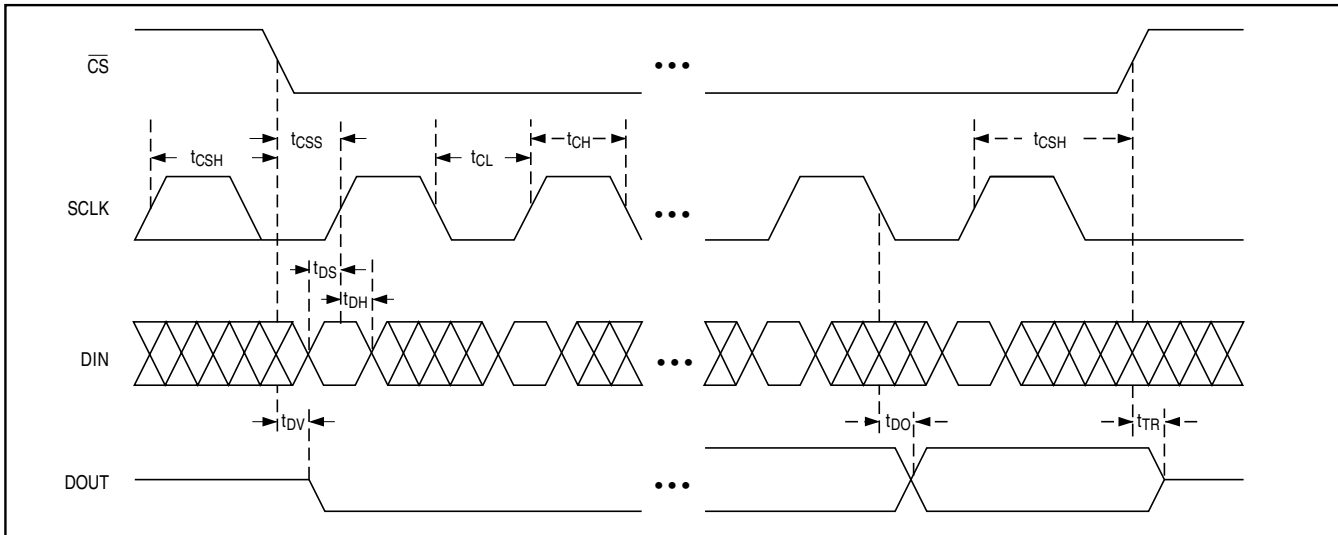 CS
tCSH
tCSS
tCL
tCH
tCSH
SCLK
tDS
tDH
DIN
tDV
tDO
tTR
DOUT